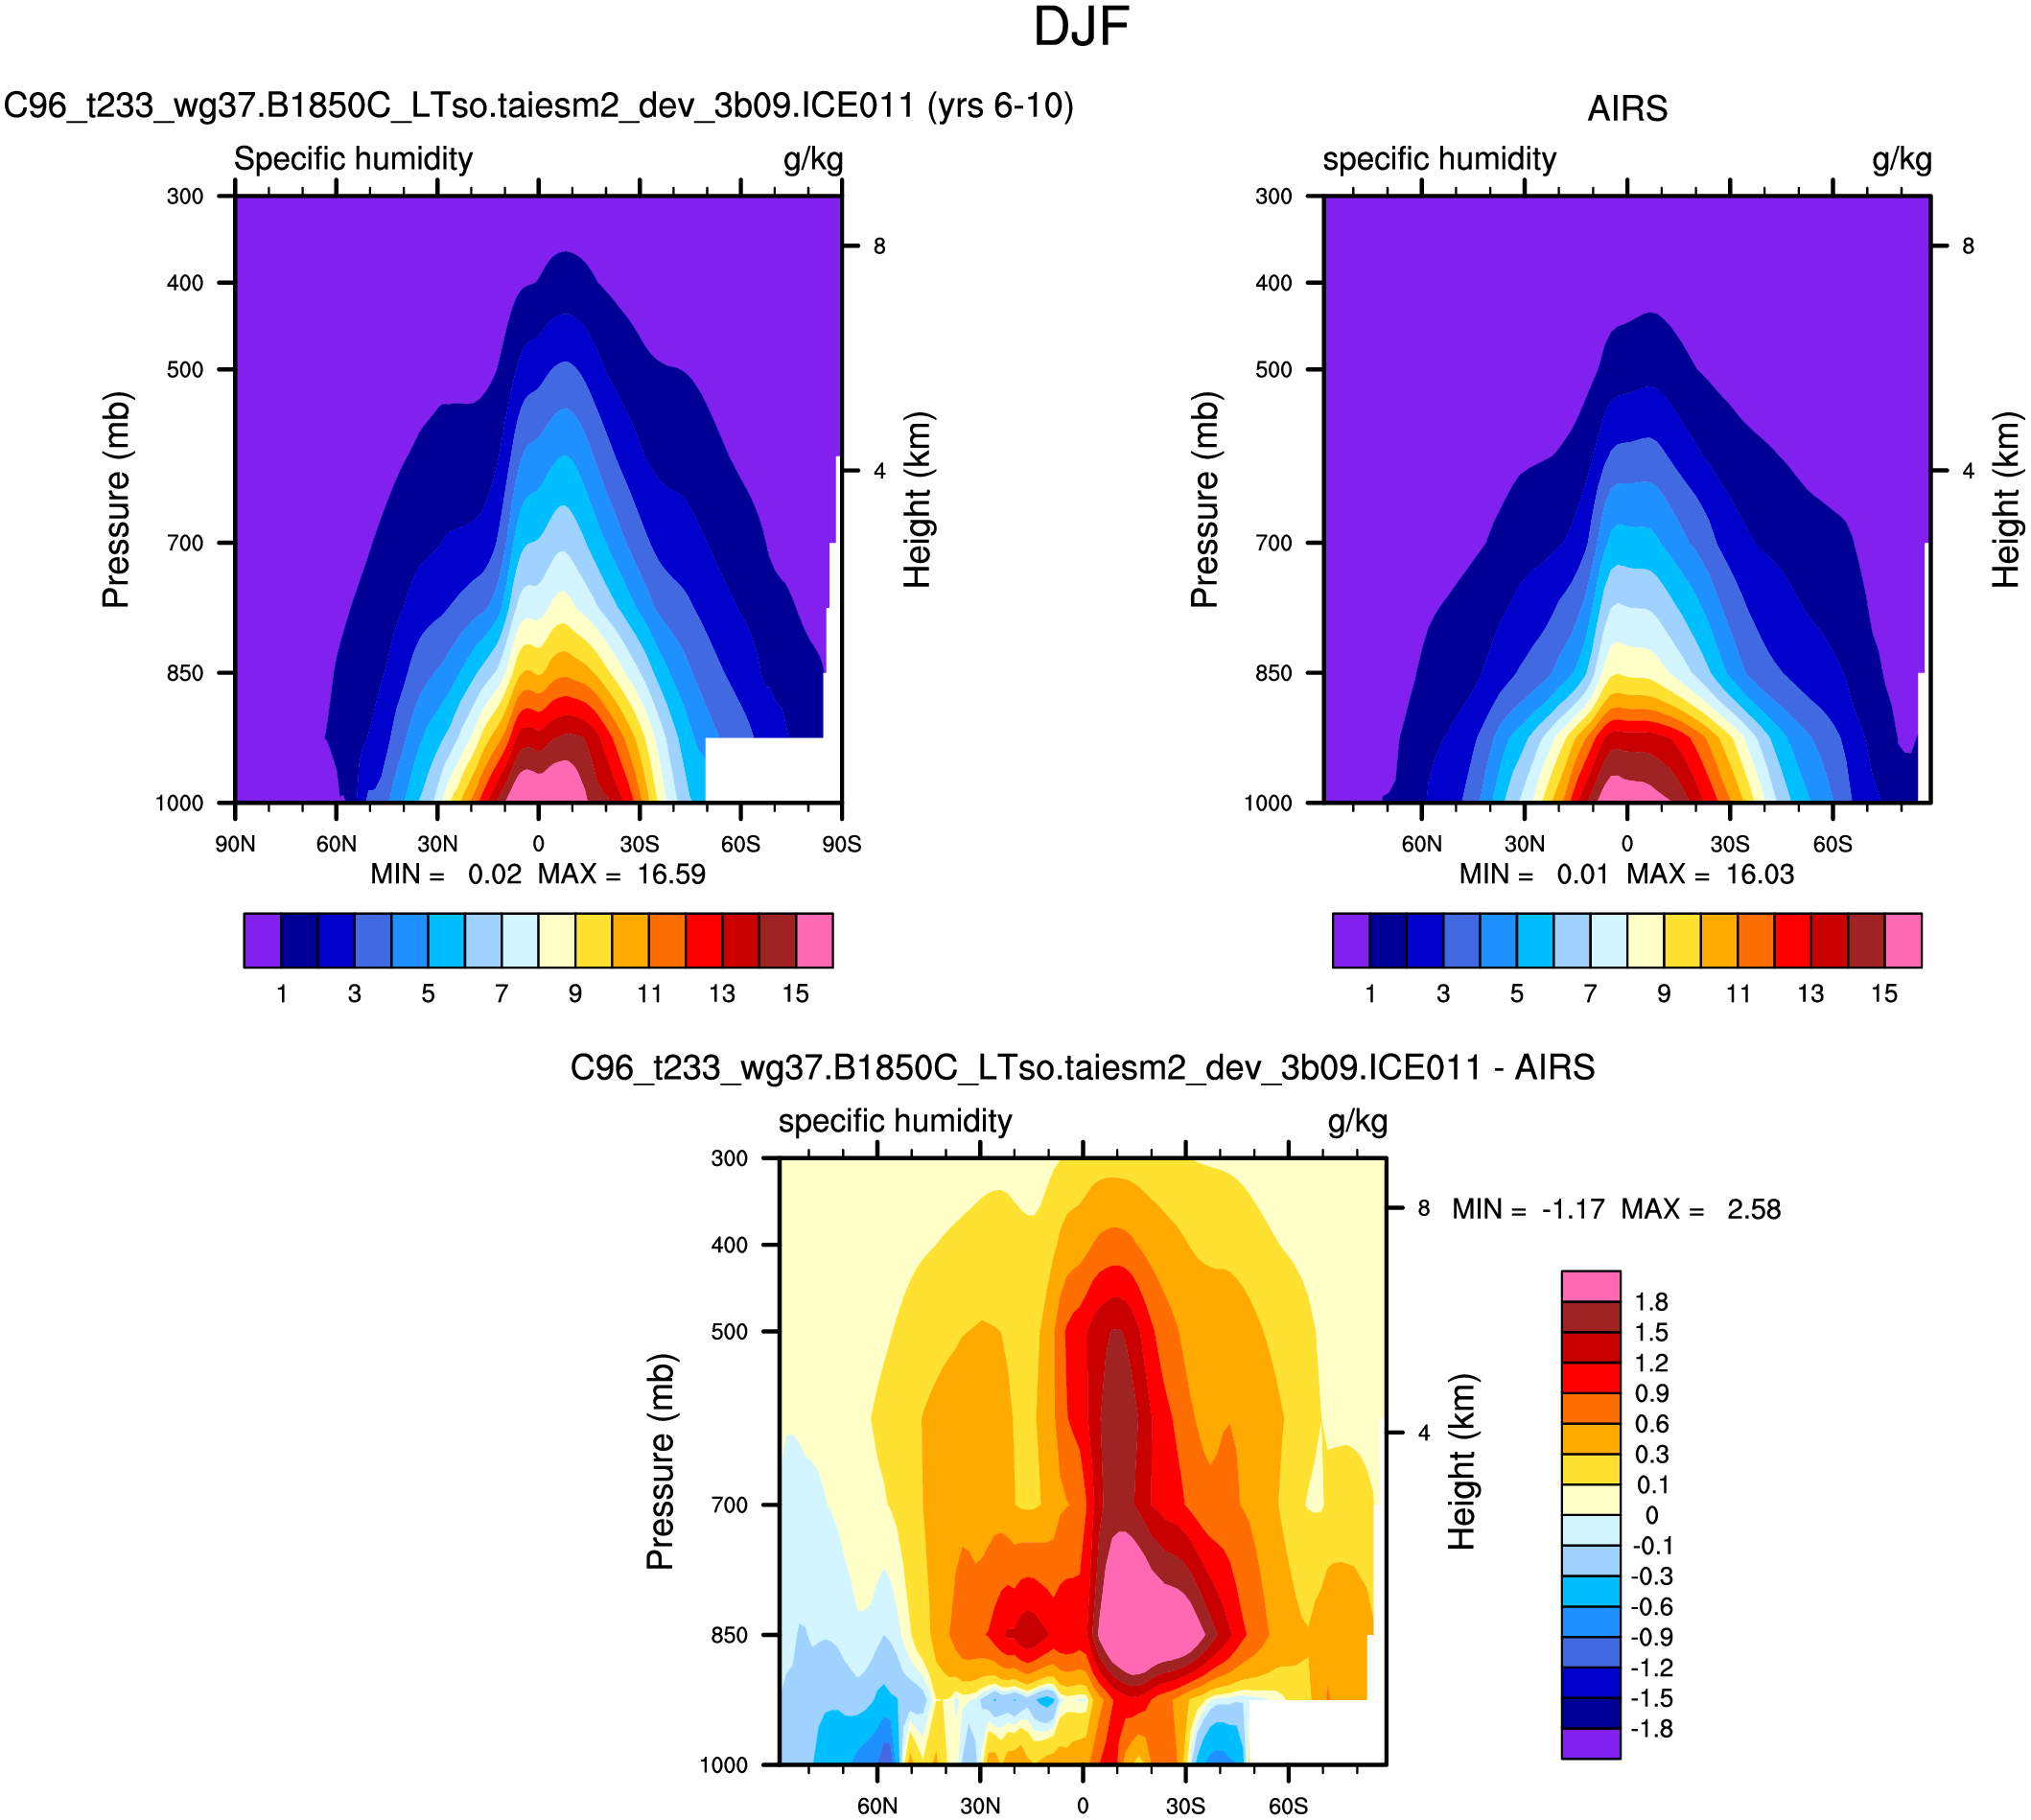 DJF
C96_t233_wg37.B1850C_LTso.taiesm2_dev_3b09.ICE011 (yrs 6-10)
AIRS
Specific humidity g/kg
specific humidity g/kg
300
400
500
700
850
1000
Pressure (mb)
8
4
Height (km)
90N 60N 30N 0 30S 60S 90S
MIN = 0.02 MAX = 16.59
1 3 5 7 9 11 13 15
300
400
500
700
850
1000
Pressure (mb)
8
4
Height (km)
60N 30N 0 30S 60S
MIN = 0.01 MAX = 16.03
1 3 5 7 9 11 13 15
C96_t233_wg37.B1850C_LTso.taiesm2_dev_3b09.ICE011 - AIRS
specific humidity g/kg
300
400
500
700
850
1000
Pressure (mb)
8
4
Height (km)
60N 30N 0 30S 60S
MIN = -1.17 MAX = 2.58
1.8
1.5
1.2
0.9
0.6
0.3
0.1
0
-0.1
-0.3
-0.6
-0.9
-1.2
-1.5
-1.8